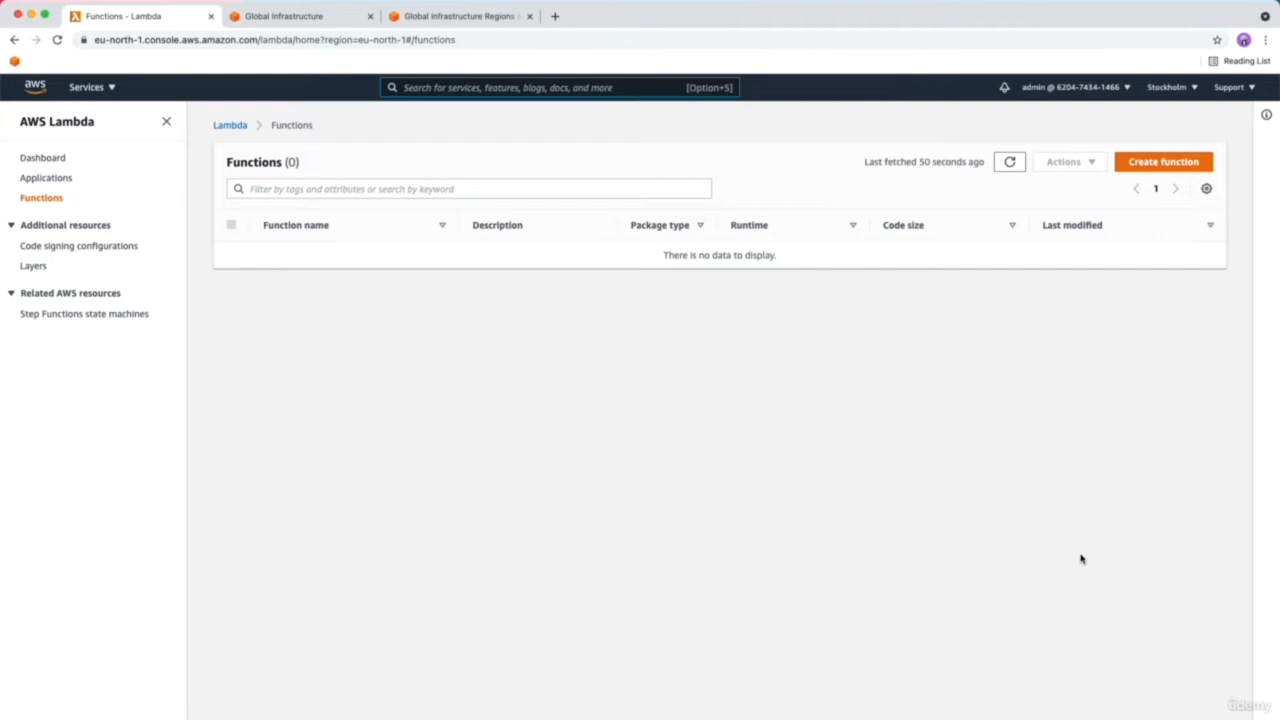 Functions - Lambda
Global Infrastructure
Global Infrastructure Regions
eu-north-1.console.aws.amazon.com/lambda/home?region=eu-north-1#/functions
Reading List
aws
Services
Search for services, features, blogs, docs, and more
[Option+S]
admin @ 6204-7434-1466
Stockholm
Support
AWS Lambda
Dashboard
Applications
Functions
Additional resources
Code signing configurations
Layers
Related AWS resources
Step Functions state machines
Lambda > Functions
Functions (0)
Last fetched 50 seconds ago
Actions
Create function
Filter by tags and attributes or search by keyword
1
Function name
Description
Package type
Runtime
Code size
Last modified
There is no data to display.
ûdemy